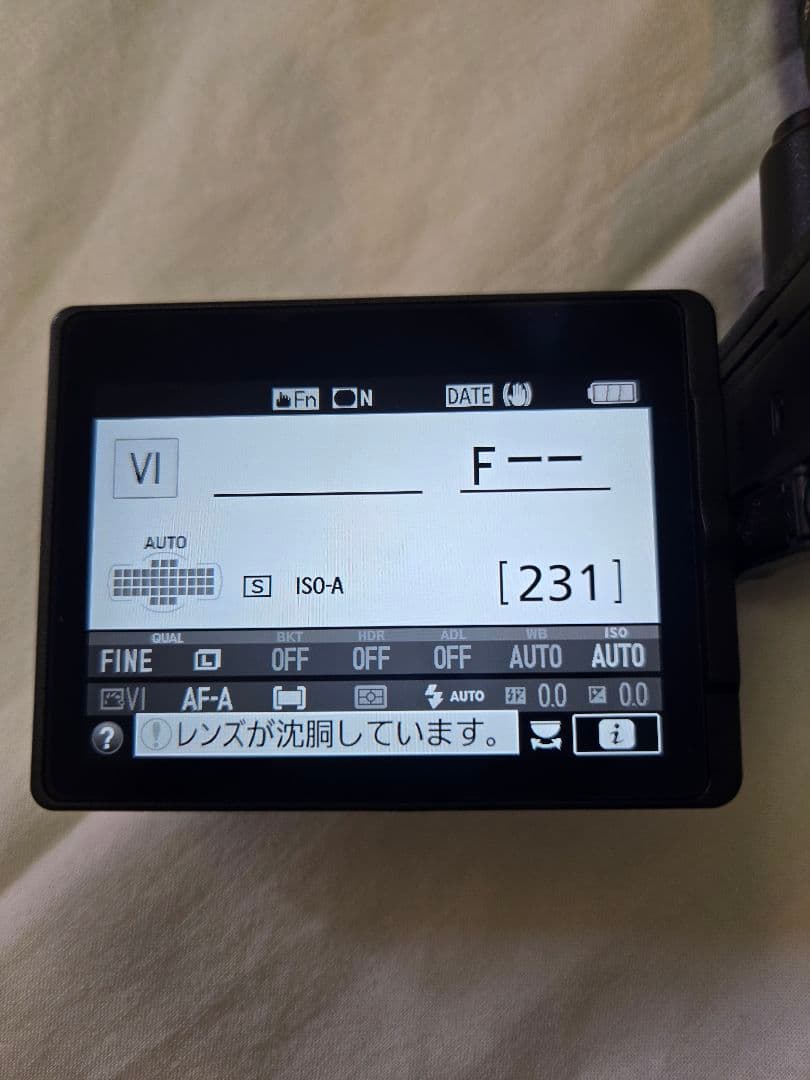 Fn N DATE
VI F--
AUTO
S ISO-A [231]
QUAL BKT HDR ADL WB ISO
FINE L OFF OFF OFF AUTO AUTO
VI AF-A AUTO 0.0 0.0
? ! レンズが沈胴しています。 i